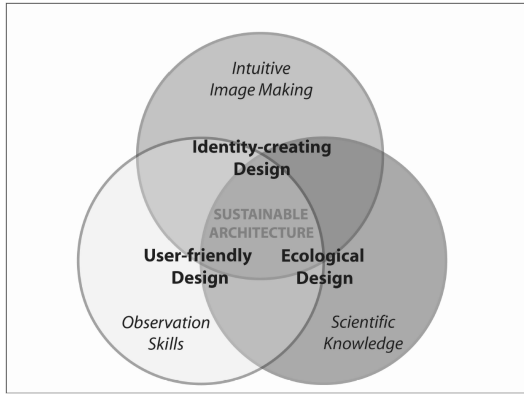 Intuitive
Image Making
Identity-creating
Design
SUSTAINABLE
ARCHITECTURE
User-friendly
Design
Ecological
Design
Observation
Skills
Scientific
Knowledge